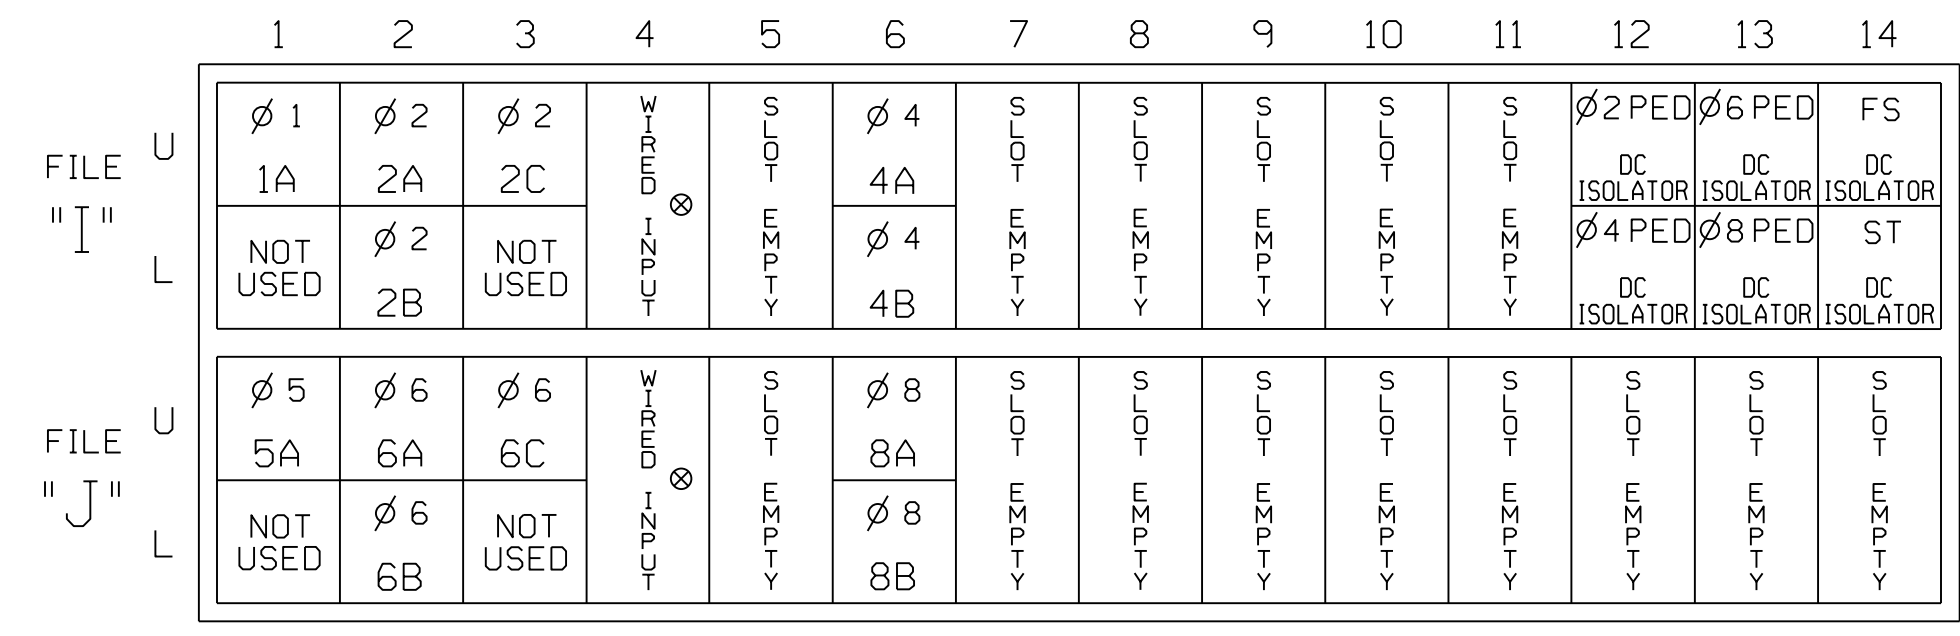 1 2 3 4 5 6 7 8 9 10 11 12 13 14
FILE
"I"
U
L
Ø 1
1A
NOT
USED
Ø 2
2A
Ø 2
2B
Ø 2
2C
NOT
USED
WIRED INPUT
SLOT EMPTY
Ø 4
4A
Ø 4
4B
SLOT EMPTY
SLOT EMPTY
SLOT EMPTY
SLOT EMPTY
SLOT EMPTY
Ø2 PED
DC
ISOLATOR
Ø4 PED
DC
ISOLATOR
Ø6 PED
DC
ISOLATOR
Ø8 PED
DC
ISOLATOR
FS
DC
ISOLATOR
ST
DC
ISOLATOR
FILE
"J"
U
L
Ø 5
5A
NOT
USED
Ø 6
6A
Ø 6
6B
Ø 6
6C
NOT
USED
WIRED INPUT
SLOT EMPTY
Ø 8
8A
Ø 8
8B
SLOT EMPTY
SLOT EMPTY
SLOT EMPTY
SLOT EMPTY
SLOT EMPTY
SLOT EMPTY
SLOT EMPTY
SLOT EMPTY